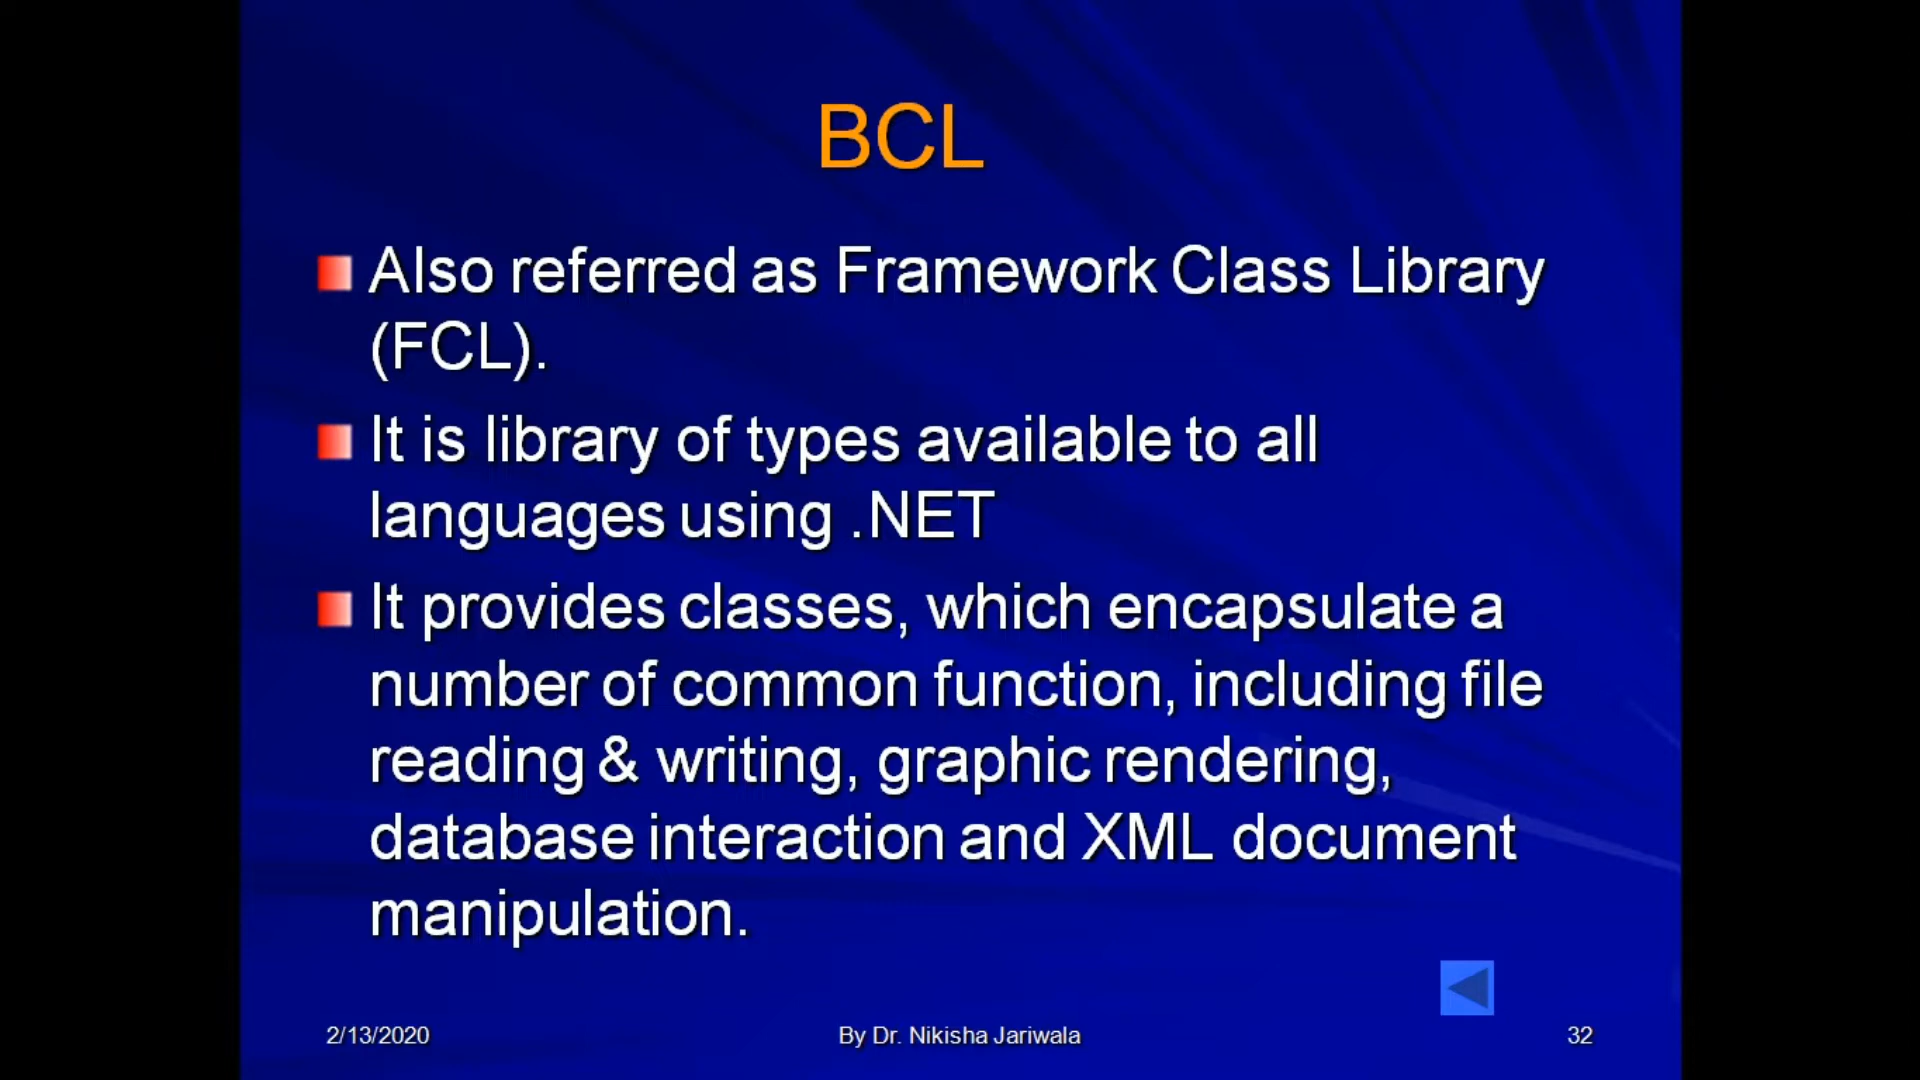 BCL
Also referred as Framework Class Library
(FCL).
It is library of types available to all
languages using .NET
It provides classes, which encapsulate a
number of common function, including file
reading & writing, graphic rendering,
database interaction and XML document
manipulation.
2/13/2020
By Dr. Nikisha Jariwala
32